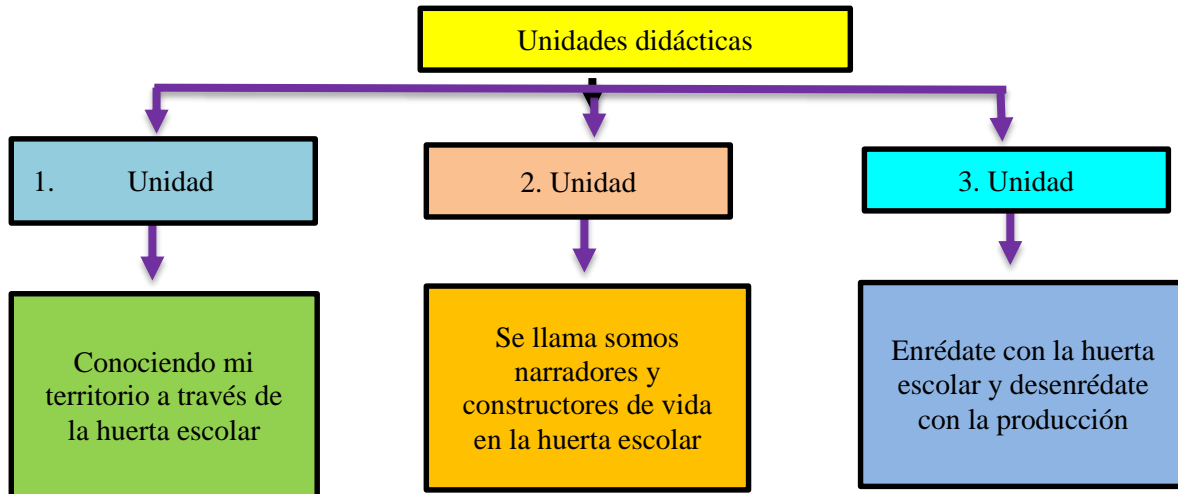 Unidades didácticas
1. Unidad
2. Unidad
3. Unidad
Conociendo mi
territorio a través de
la huerta escolar
Se llama somos
narradores y
constructores de vida
en la huerta escolar
Enrédate con la huerta
escolar y desenrédate
con la producción